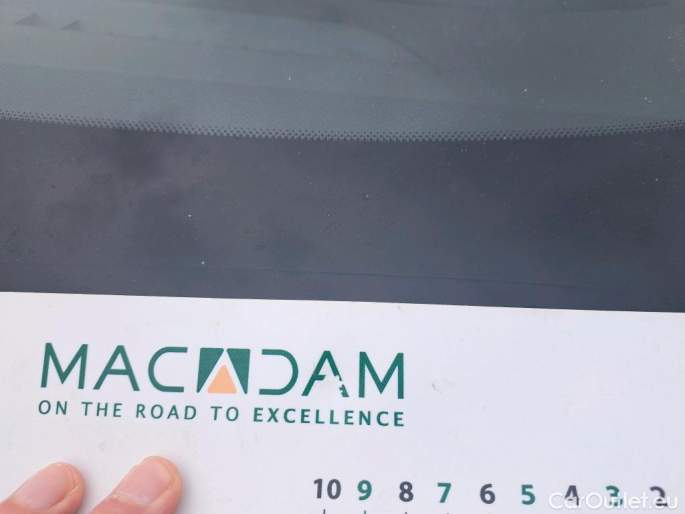 MACADAM
ON THE ROAD TO EXCELLENCE
10 9 8 7 6 5 4 3 2
CarOutlet.eu